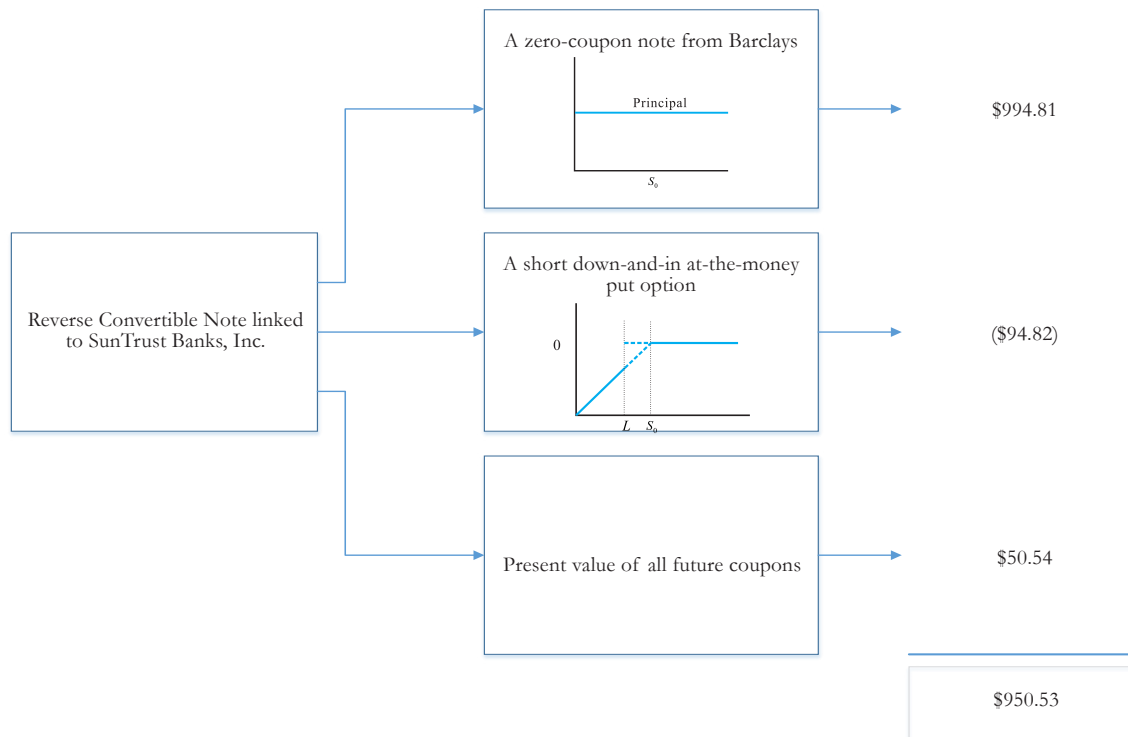 A zero-coupon note from Barclays
Principal
S₀
$994.81
Reverse Convertible Note linked
to SunTrust Banks, Inc.
A short down-and-in at-the-money
put option
0
L S₀
($94.82)
Present value of all future coupons
$50.54
$950.53